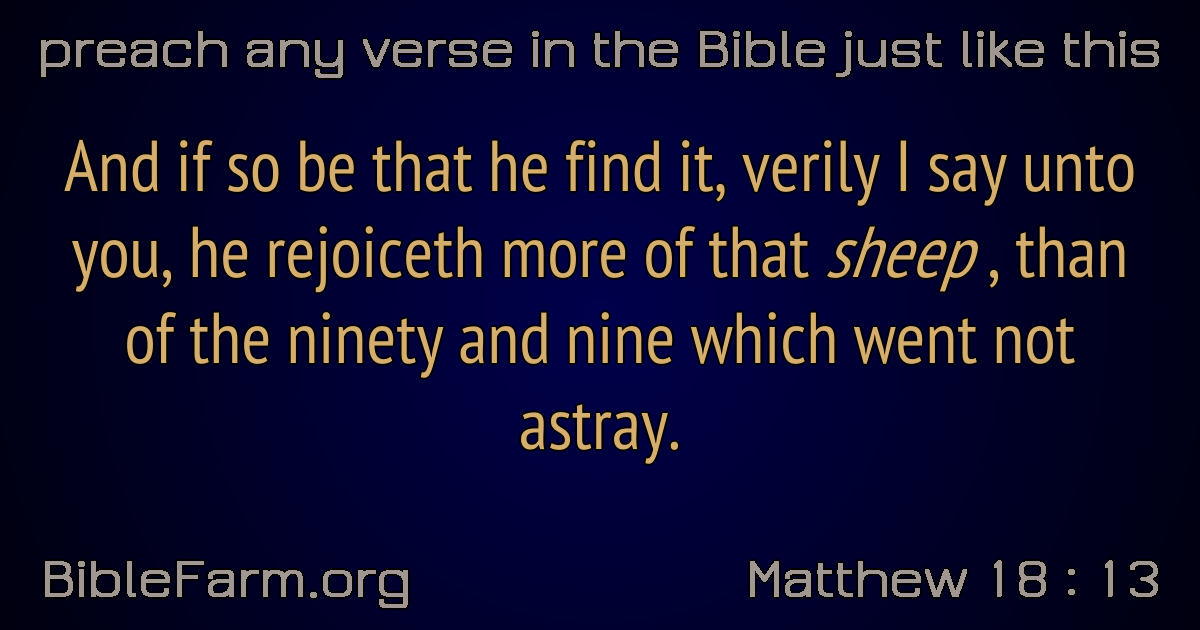 preach any verse in the Bible just like this
And if so be that he find it, verily I say unto
you, he rejoiceth more of that sheep , than
of the ninety and nine which went not
astray.
BibleFarm.org
Matthew 18 : 13